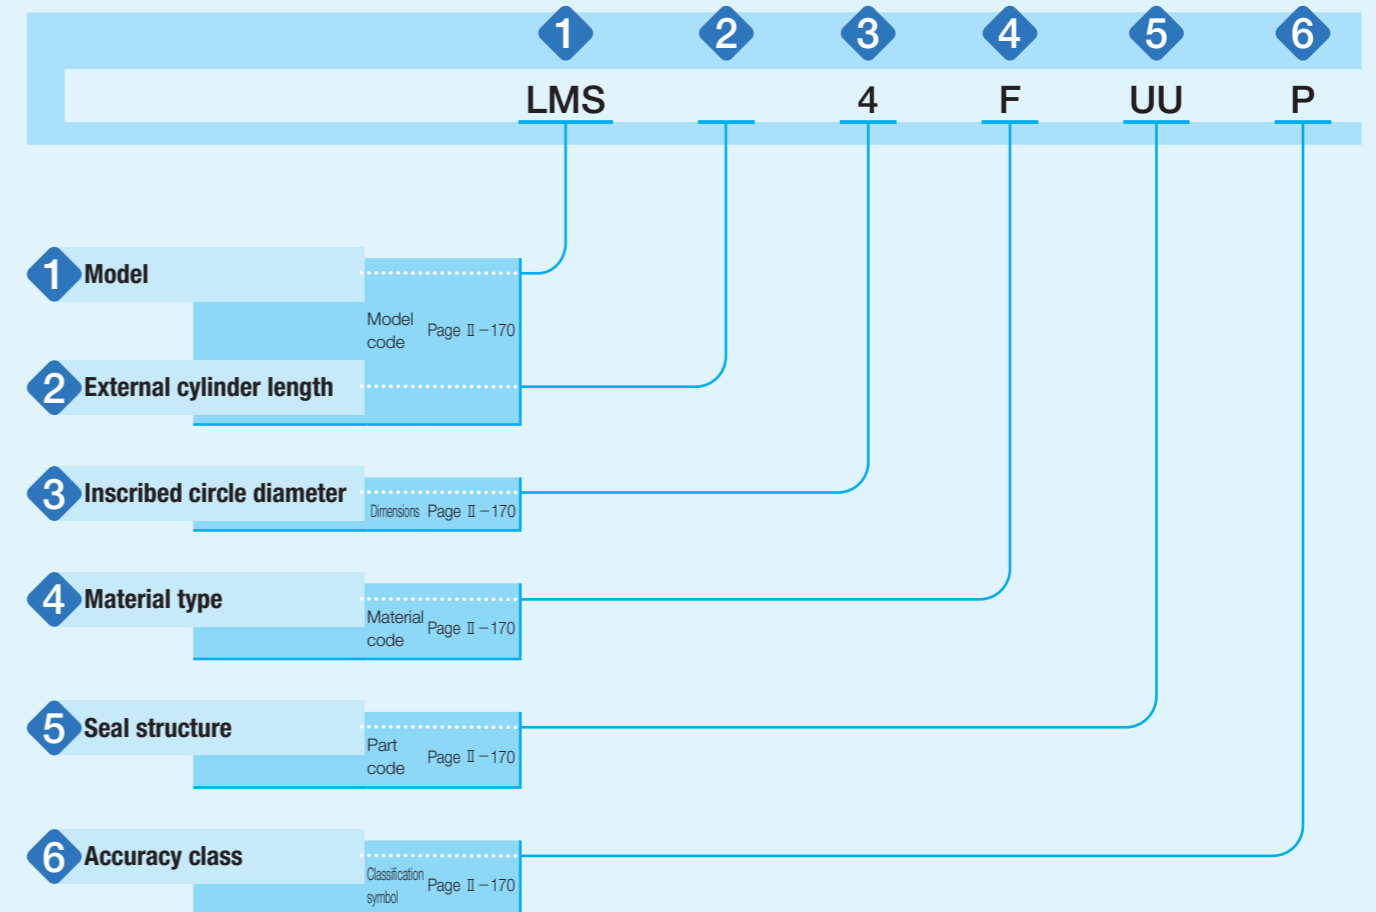 1 2 3 4 5 6
LMS 4 F UU P
1 Model
Model code Page Ⅱ－170
2 External cylinder length
3 Inscribed circle diameter
Dimensions Page Ⅱ－170
4 Material type
Material code Page Ⅱ－170
5 Seal structure
Part code Page Ⅱ－170
6 Accuracy class
Classification symbol Page Ⅱ－170